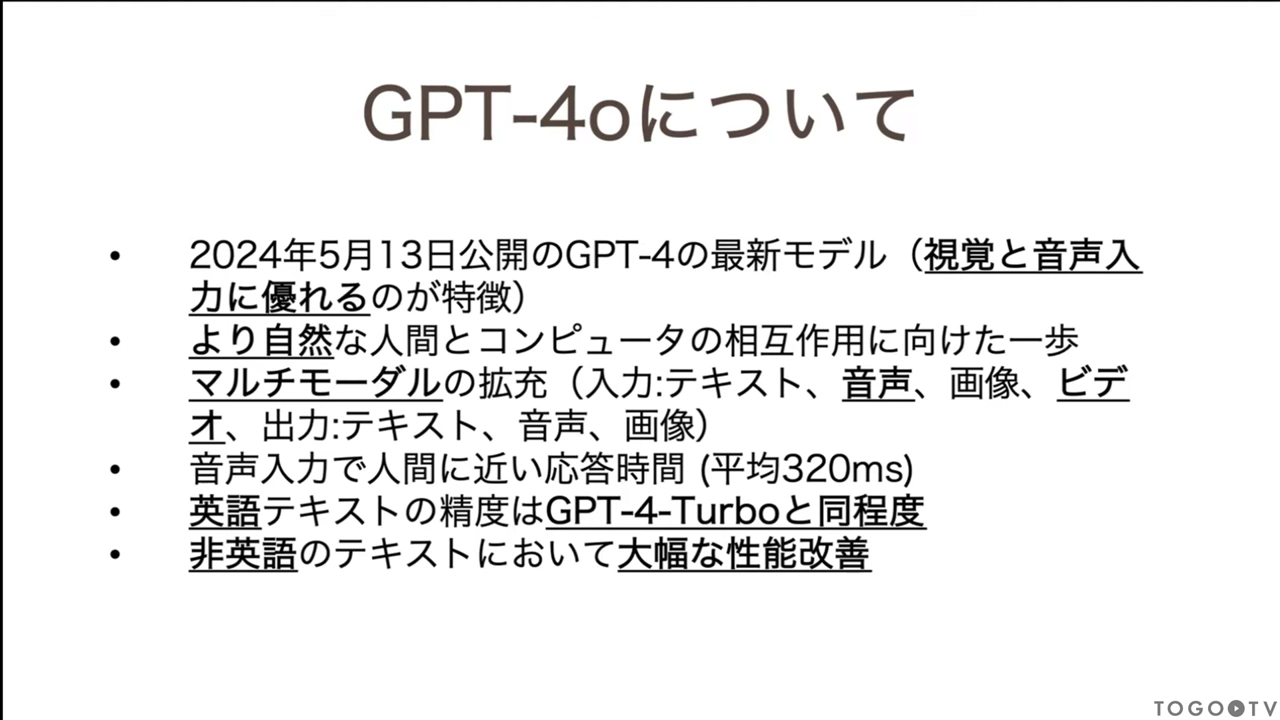 GPT-4oについて
• 2024年5月13日公開のGPT-4の最新モデル（視覚と音声入
力に優れるのが特徴）
• より自然な人間とコンピュータの相互作用に向けた一歩
• マルチモーダルの拡充（入力:テキスト、音声、画像、ビデ
オ、出力:テキスト、音声、画像）
• 音声入力で人間に近い応答時間 (平均320ms)
• 英語テキストの精度はGPT-4-Turboと同程度
• 非英語のテキストにおいて大幅な性能改善
TOGOTV